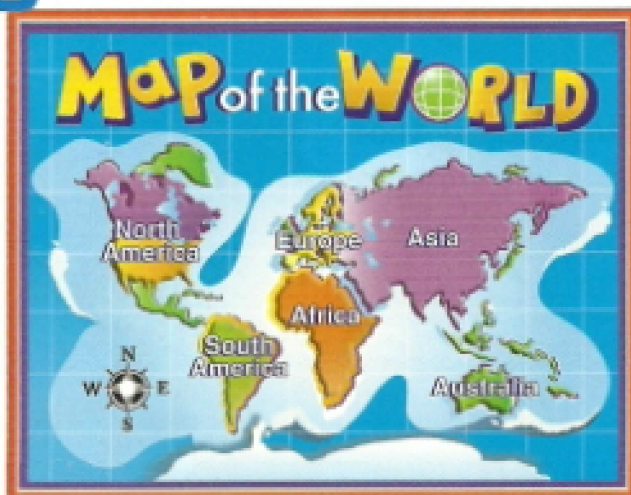 MaP of the WORLD
North
America
Europe
Asia
Africa
South
America
Australia
N
W E
S